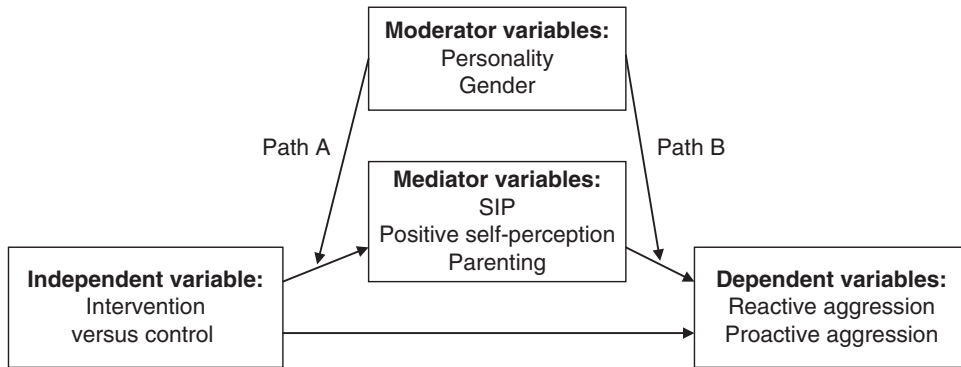 Moderator variables:
Personality
Gender
Path A
Path B
Mediator variables:
SIP
Positive self-perception
Parenting
Independent variable:
Intervention
versus control
Dependent variables:
Reactive aggression
Proactive aggression